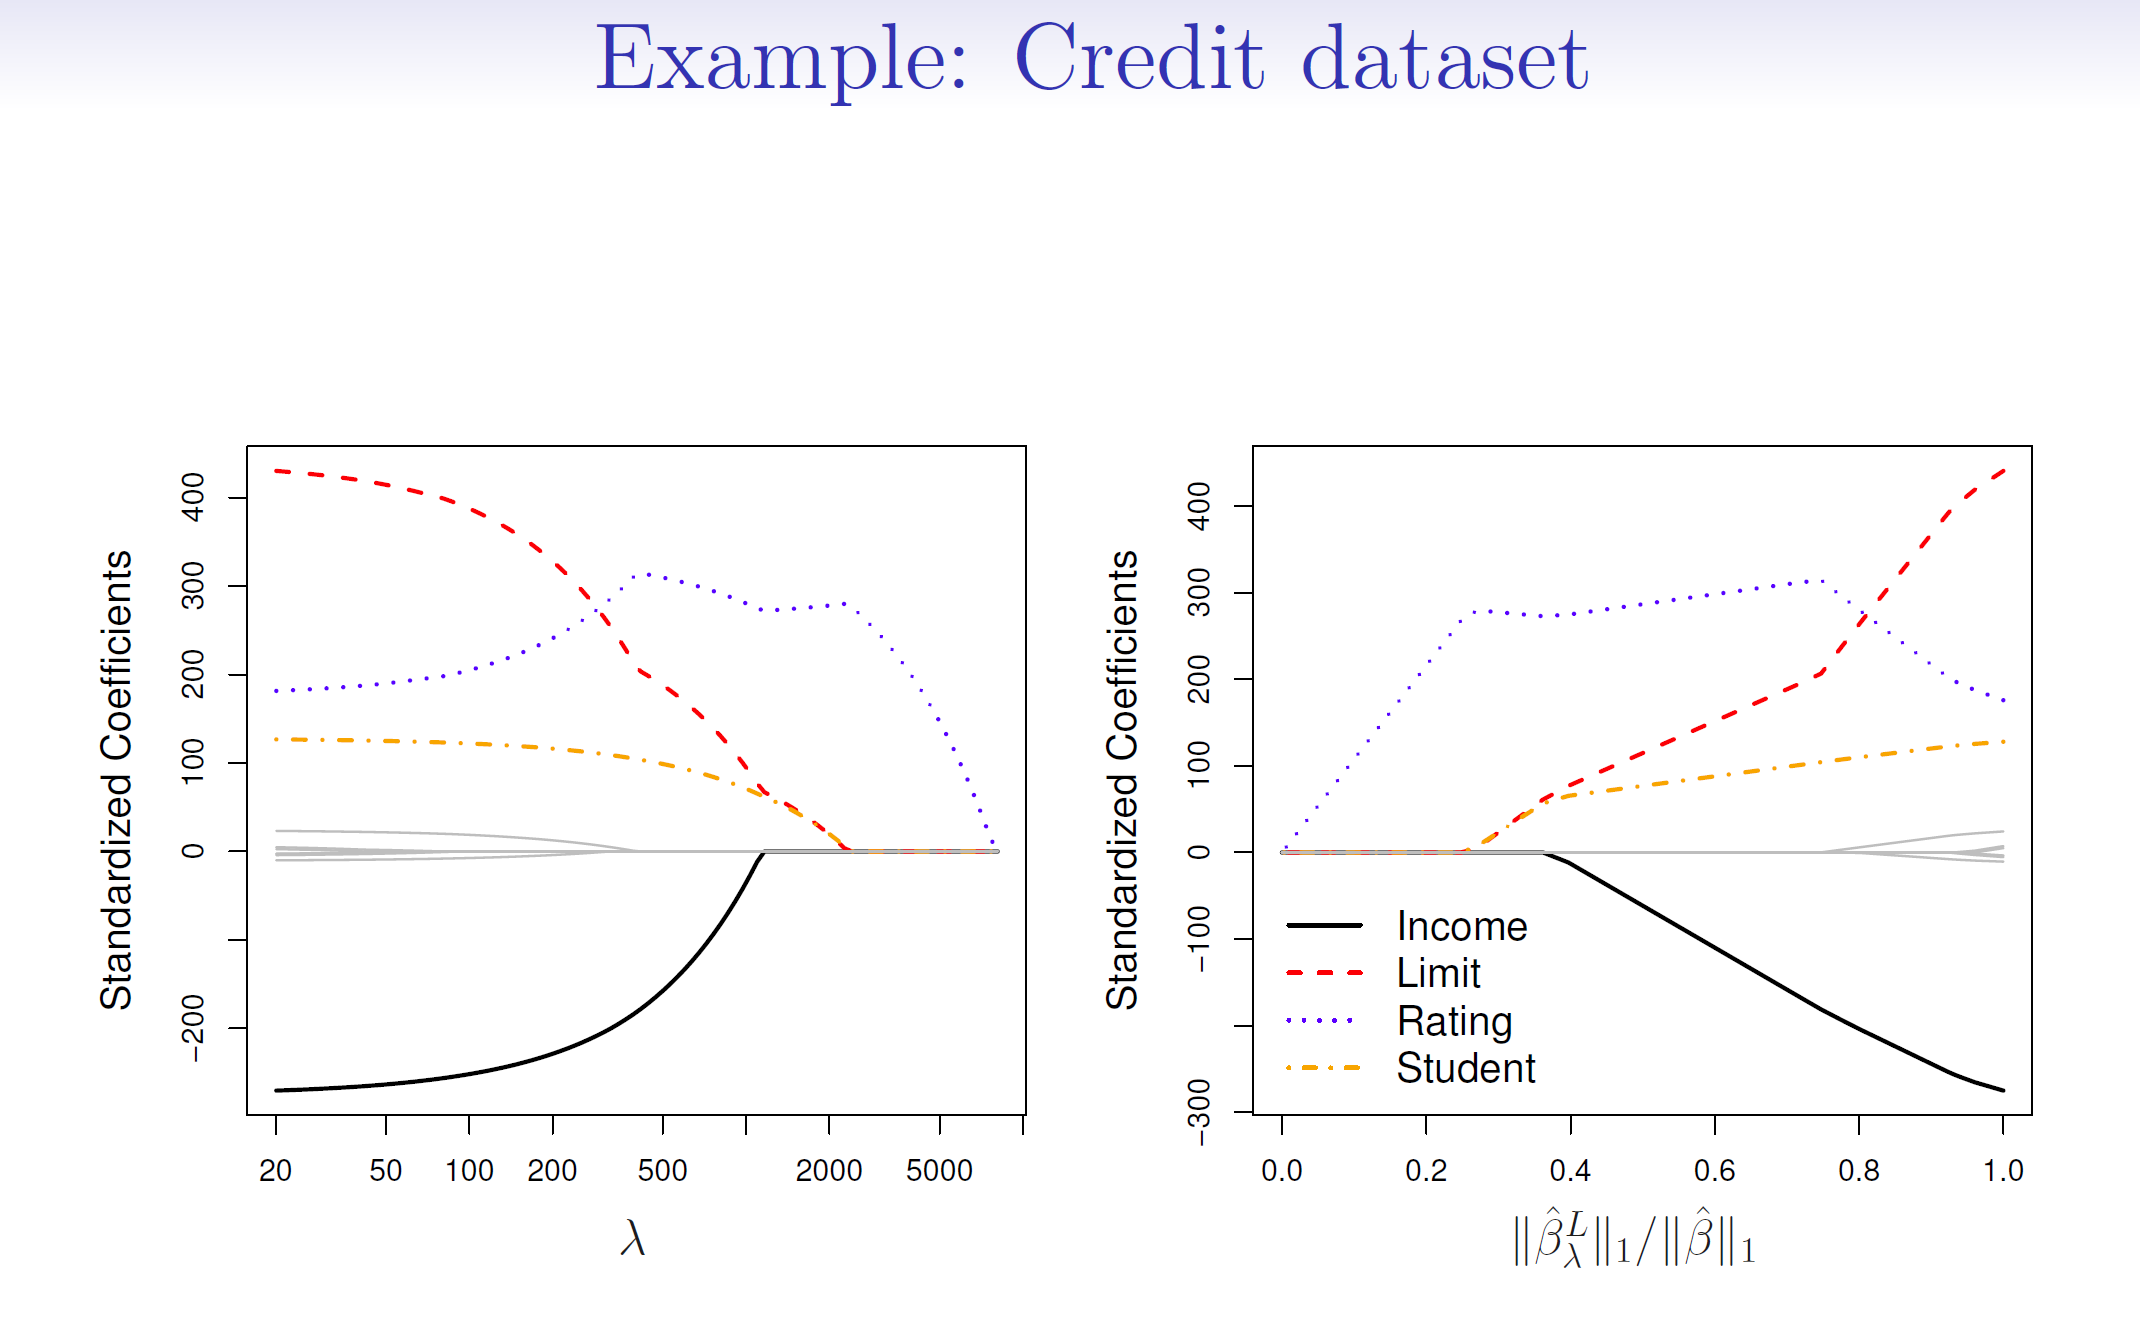 Example: Credit dataset
Standardized Coefficients
400
300
200
100
0
−200
20 50 100 200 500 2000 5000
λ
Standardized Coefficients
400
300
200
100
0
−100
−300
Income
Limit
Rating
Student
0.0 0.2 0.4 0.6 0.8 1.0
‖β̂λᴸ‖₁/‖β̂‖₁